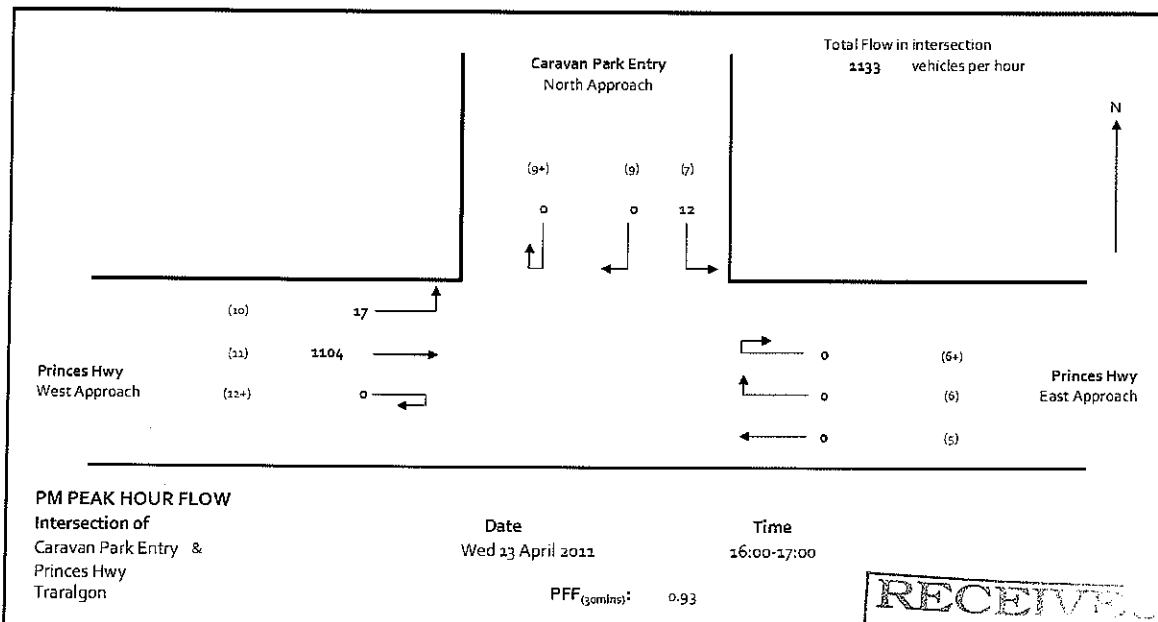 Total Flow in intersection
1133 vehicles per hour
Caravan Park Entry
North Approach
N
(9+) (9) (7)
0 0 12
(10) 17
(11) 1104
(12+) 0
Princes Hwy
West Approach
0 (6+)
0 (6)
0 (5)
Princes Hwy
East Approach
PM PEAK HOUR FLOW
Intersection of
Caravan Park Entry &
Princes Hwy
Traralgon
Date
Wed 13 April 2011
Time
16:00-17:00
PFF(30mins): 0.93